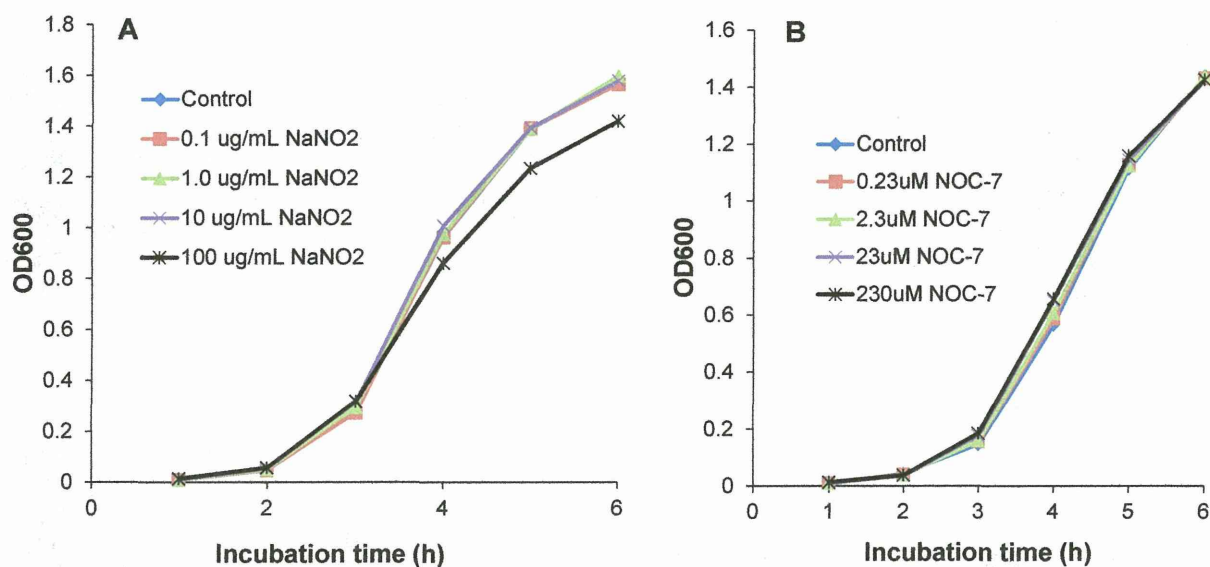 A
Control
0.1 ug/mL NaNO2
1.0 ug/mL NaNO2
10 ug/mL NaNO2
100 ug/mL NaNO2
OD600
1.8
1.6
1.4
1.2
1
0.8
0.6
0.4
0.2
0
0 2 4 6
Incubation time (h)
B
Control
0.23uM NOC-7
2.3uM NOC-7
23uM NOC-7
230uM NOC-7
OD600
1.6
1.4
1.2
1
0.8
0.6
0.4
0.2
0
0 1 2 3 4 5 6
Incubation time (h)